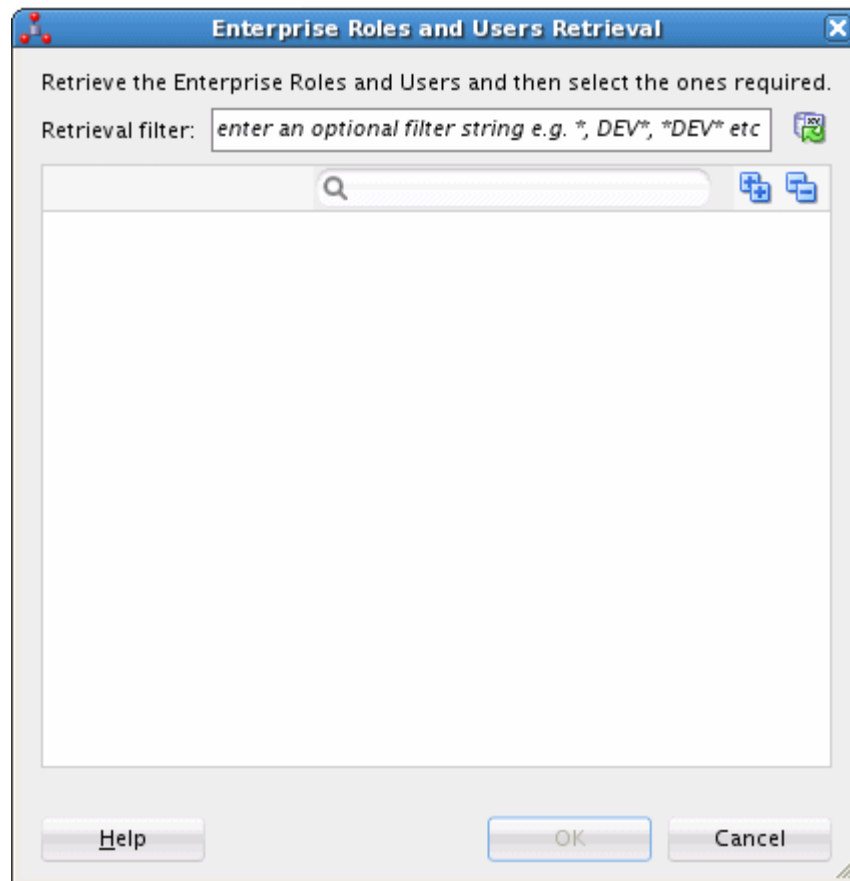 Enterprise Roles and Users Retrieval
Retrieve the Enterprise Roles and Users and then select the ones required.
Retrieval filter: enter an optional filter string e.g. *, DEV*, *DEV* etc
Help OK Cancel